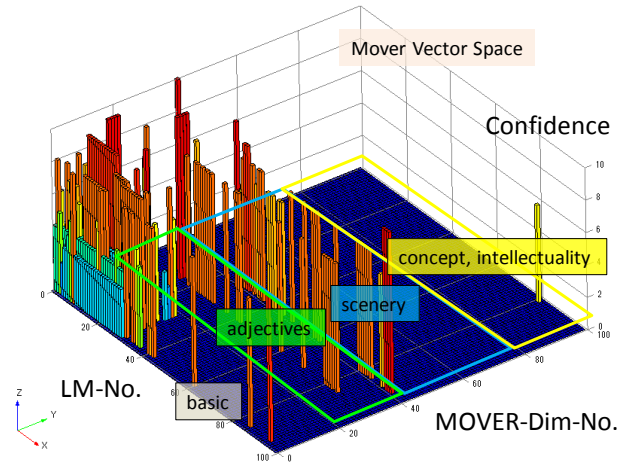 Mover Vector Space
Confidence
10
8
6
4
2
0
concept, intellectuality
scenery
adjectives
basic
0
20
40
60
80
100
LM-No.
0
20
40
60
80
100
MOVER-Dim-No.
Z
Y
X